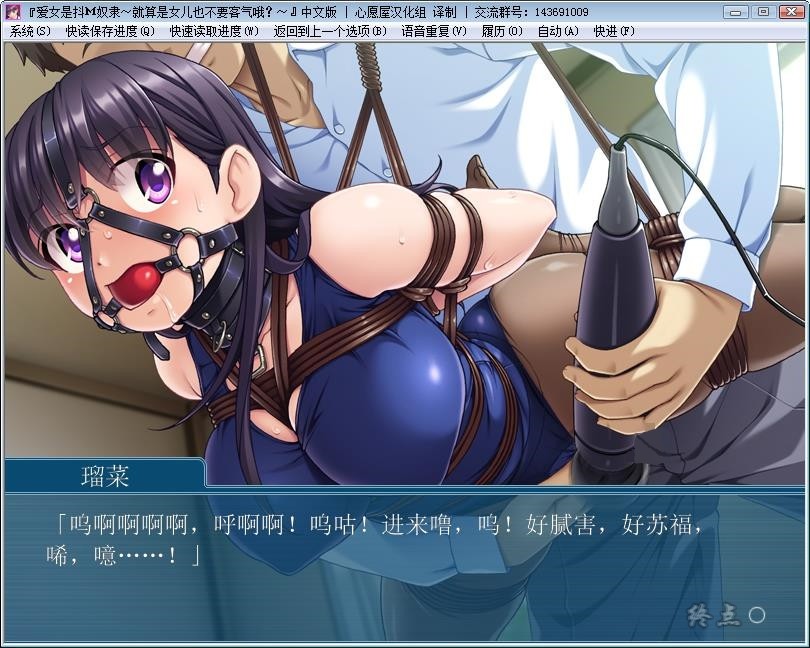 『爱女是抖M奴隶～就算是女儿也不要客气哦？～』中文版 | 心愿屋汉化组 译制 | 交流群号：143691009
系统(S) 快读保存进度(Q) 快速读取进度(W) 返回到上一个选项(B) 语音重复(V) 履历(O) 自动(A) 快进(F)
瑠菜
「呜啊啊啊啊，呼啊啊！呜咕！进来噜，呜！好腻害，好苏福，
唏，噫……！」
终点